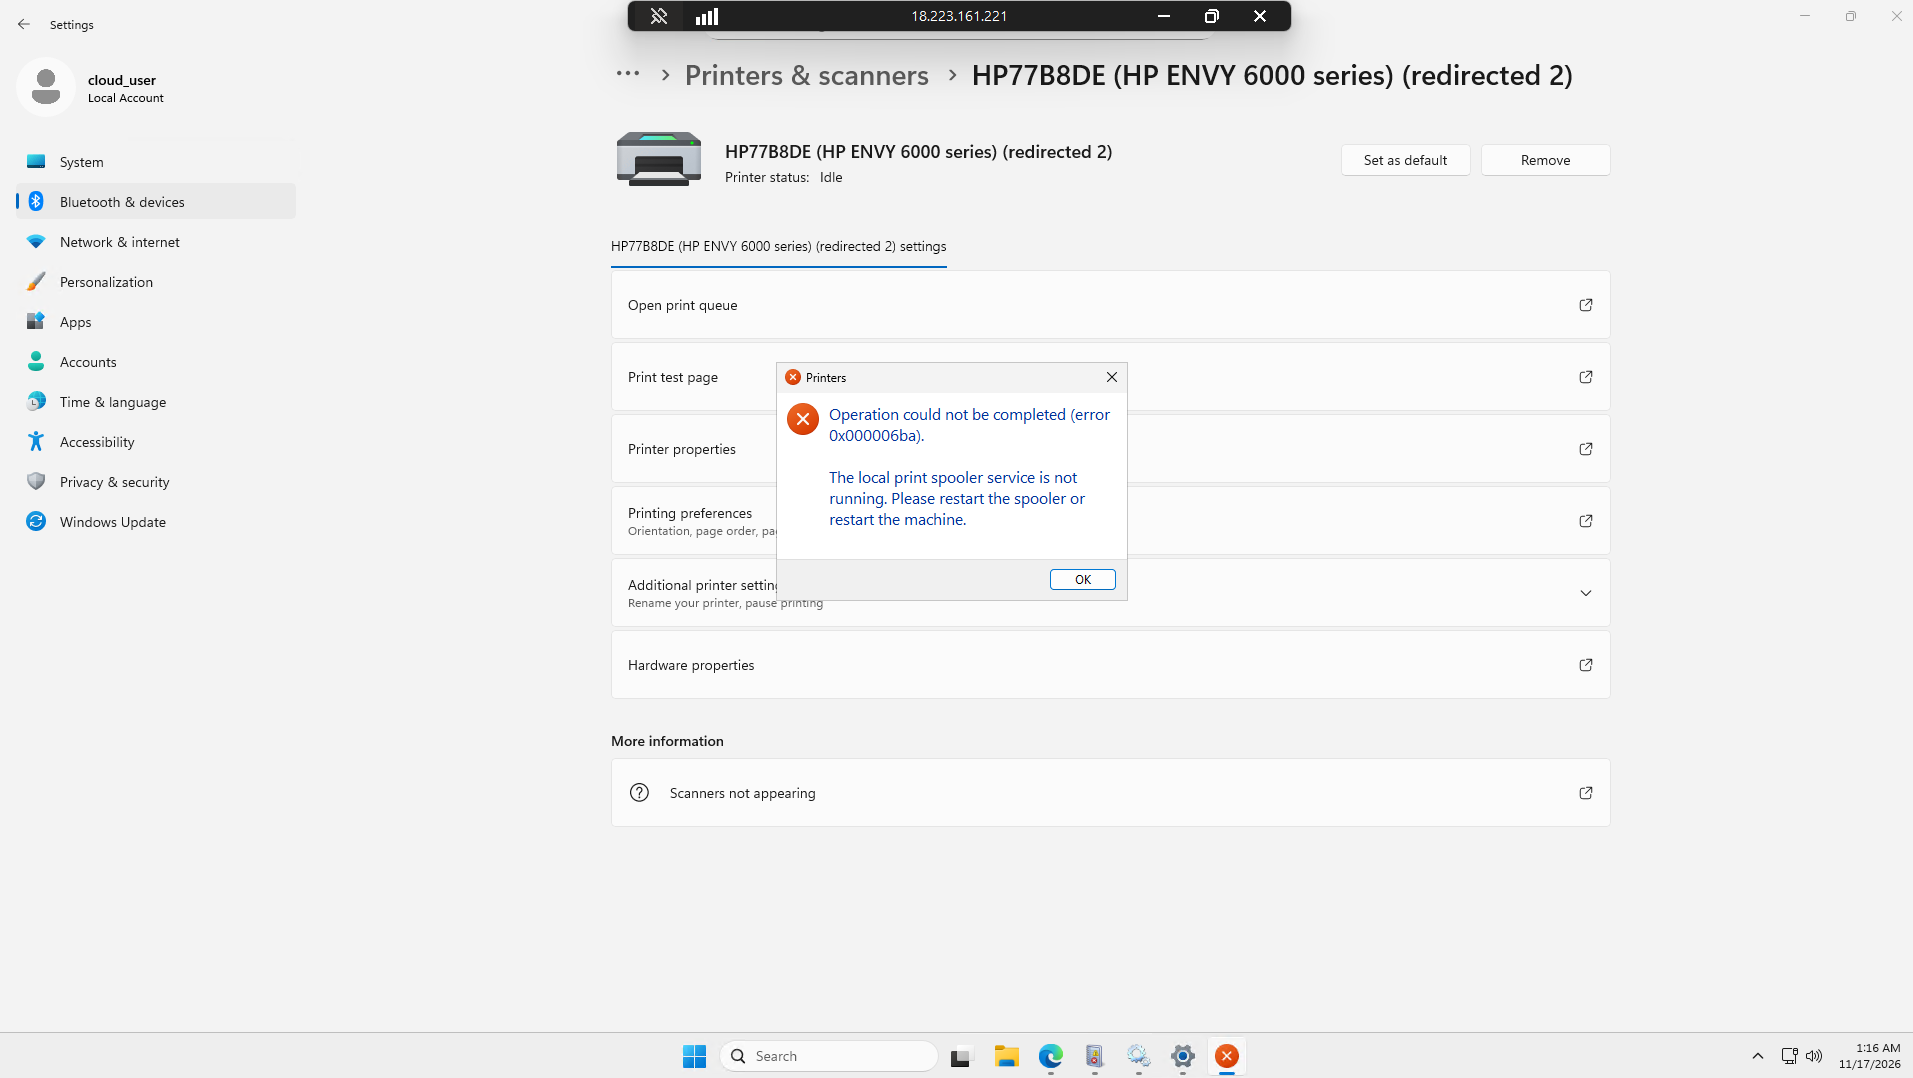 Settings
18.223.161.221
cloud_user
Local Account
System
Bluetooth & devices
Network & internet
Personalization
Apps
Accounts
Time & language
Accessibility
Privacy & security
Windows Update
··· > Printers & scanners > HP77B8DE (HP ENVY 6000 series) (redirected 2)
HP77B8DE (HP ENVY 6000 series) (redirected 2)
Printer status: Idle
Set as default
Remove
HP77B8DE (HP ENVY 6000 series) (redirected 2) settings
Open print queue
Print test page
Printer properties
Printing preferences
Orientation, page order,
Additional printer
Rename your printer, pause printing
Hardware properties
Printers
Operation could not be completed (error
0x000006ba).
The local print spooler service is not
running. Please restart the spooler or
restart the machine.
OK
More information
Scanners not appearing
Search
1:16 AM
11/17/2026